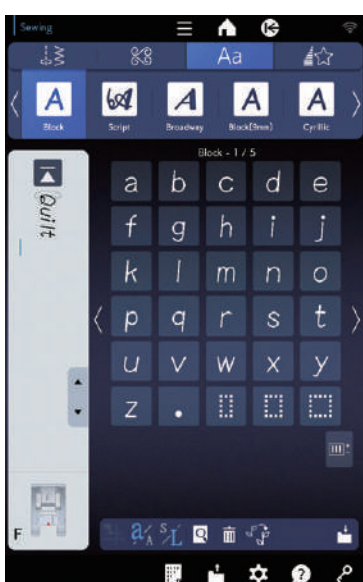 Sewing
Aa
A A A A A
Block Script Broadway Block(9mm) Cyrillic
Block - 1 / 5
Quilt
a b c d e
f g h i j
k l m n o
p q r s t
u v w x y
z .
F
a/A S/L
?